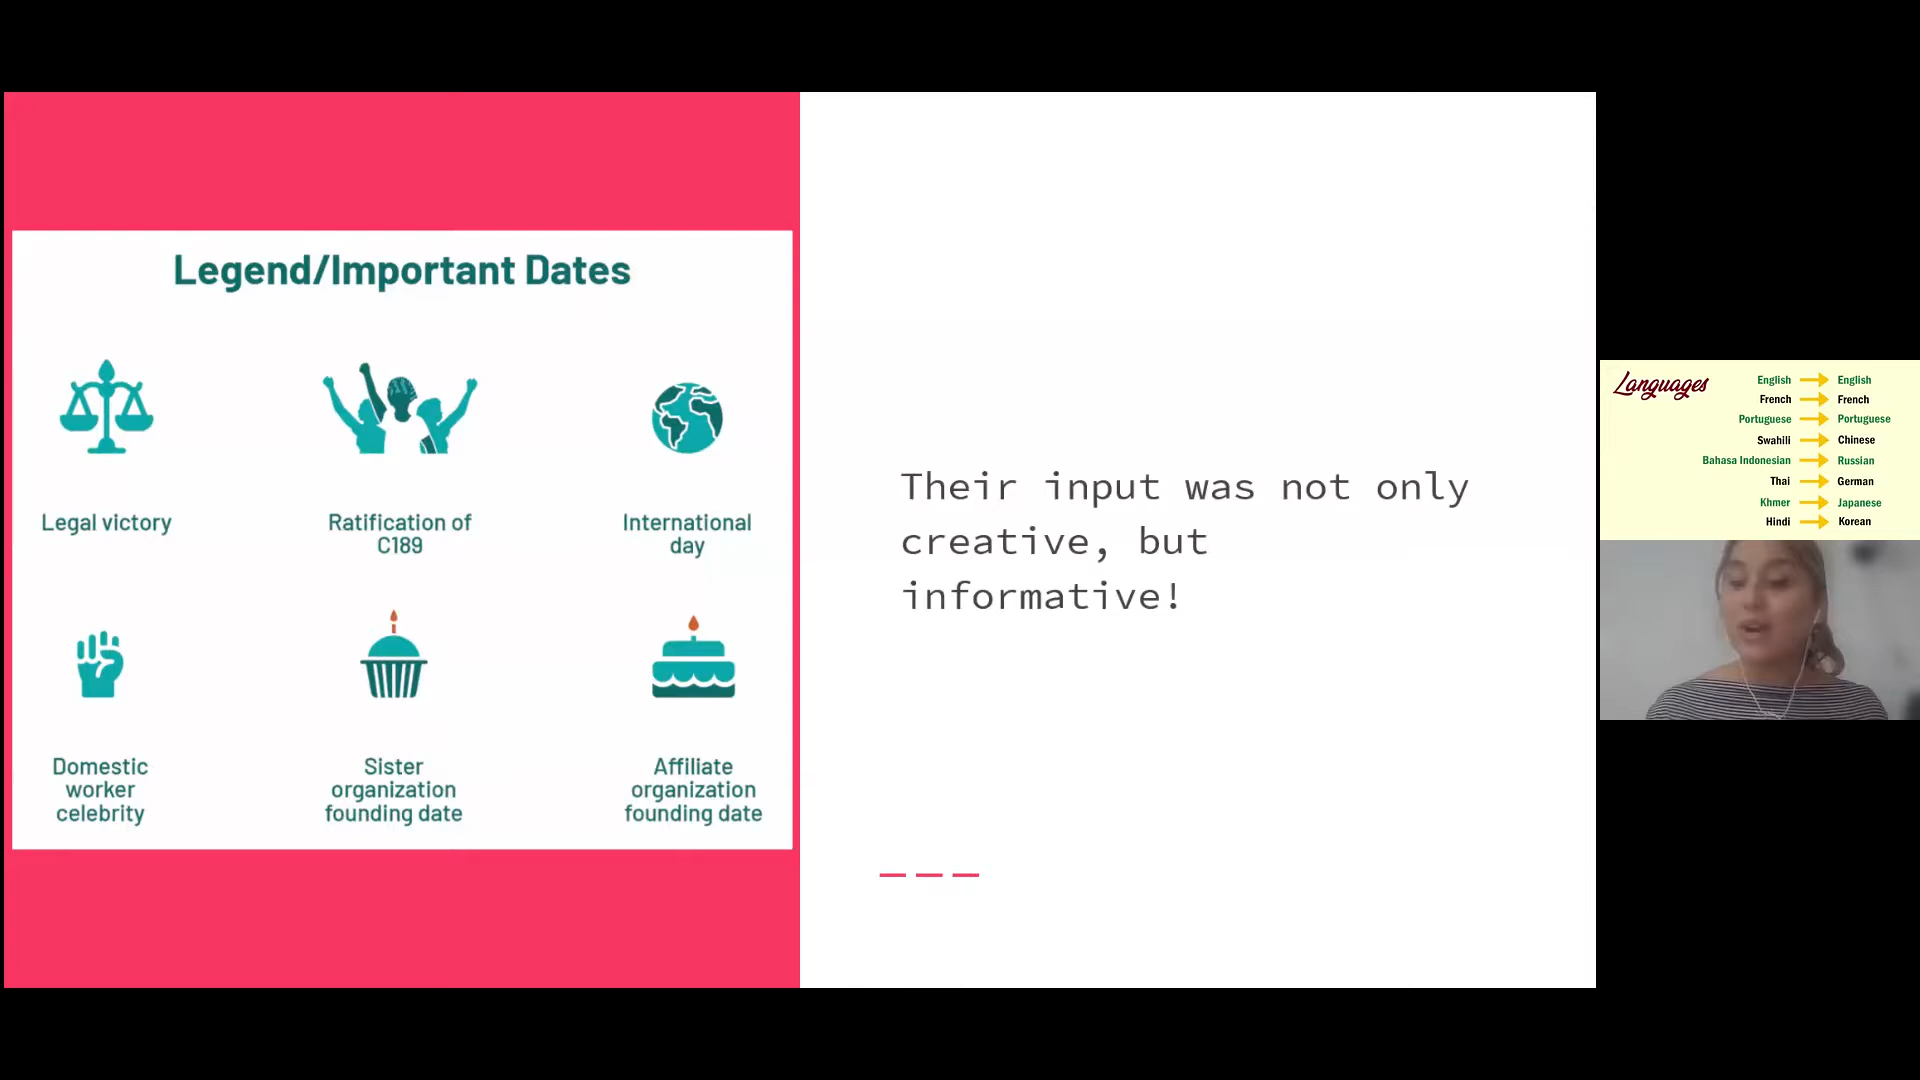 Legend/Important Dates
Legal victory
Ratification of
C189
International
day
Domestic
worker
celebrity
Sister
organization
founding date
Affiliate
organization
founding date
Their input was not only
creative, but
informative!
Languages
English English
French French
Portuguese Portuguese
Swahili Chinese
Bahasa Indonesian Russian
Thai German
Khmer Japanese
Hindi Korean